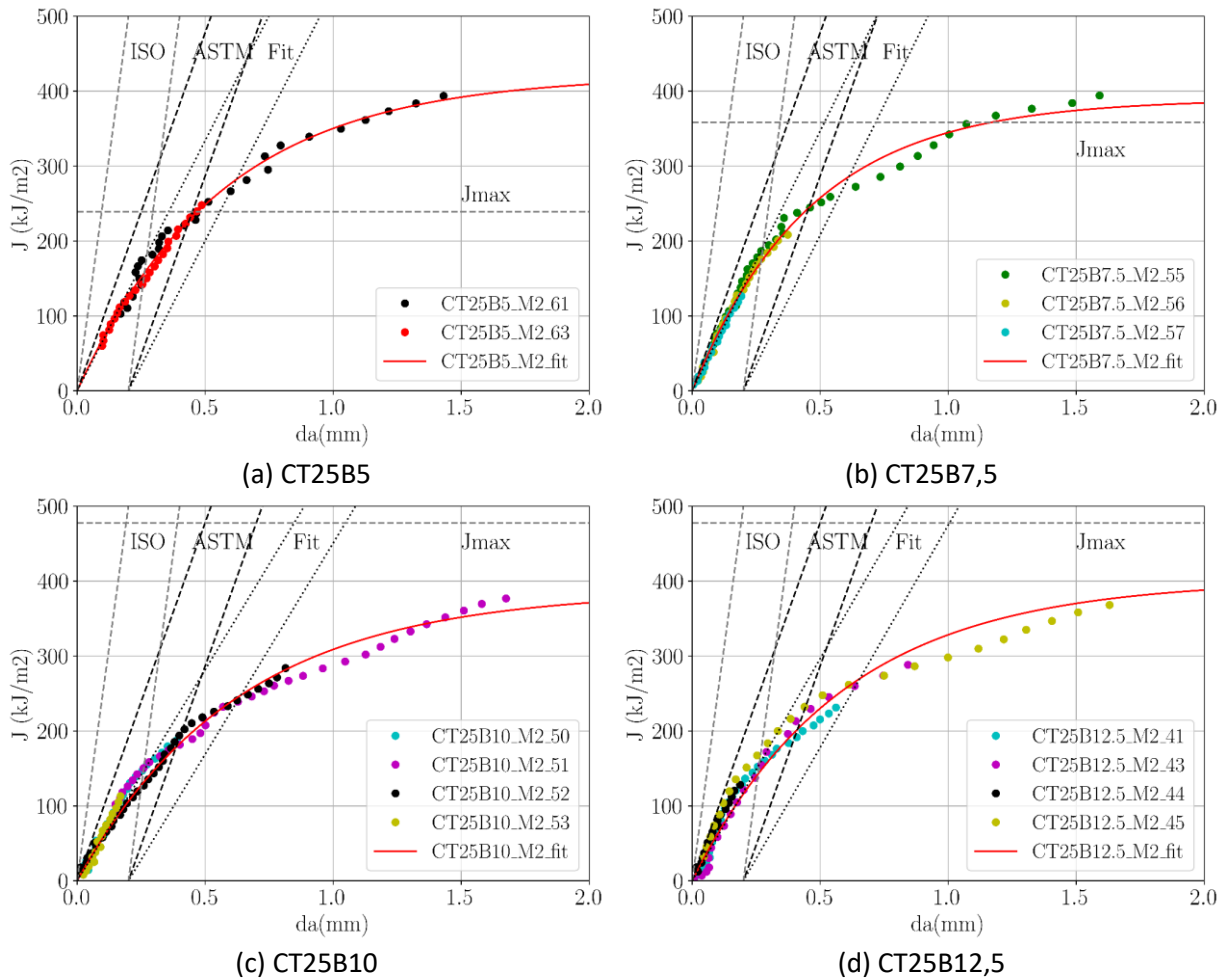 500
400
300
200
100
0
J (kJ/m2)
ISO
ASTM
Fit
Jmax
CT25B5_M2_61
CT25B5_M2_63
CT25B5_M2_fit
0.0 0.5 1.0 1.5 2.0
da(mm)
(a) CT25B5
500
400
300
200
100
0
J (kJ/m2)
ISO
ASTM
Fit
Jmax
CT25B7.5_M2_55
CT25B7.5_M2_56
CT25B7.5_M2_57
CT25B7.5_M2_fit
0.0 0.5 1.0 1.5 2.0
da(mm)
(b) CT25B7,5
500
400
300
200
100
0
J (kJ/m2)
ISO
ASTM
Fit
Jmax
CT25B10_M2_50
CT25B10_M2_51
CT25B10_M2_52
CT25B10_M2_53
CT25B10_M2_fit
0.0 0.5 1.0 1.5 2.0
da(mm)
(c) CT25B10
500
400
300
200
100
0
J (kJ/m2)
ISO
ASTM
Fit
Jmax
CT25B12.5_M2_41
CT25B12.5_M2_43
CT25B12.5_M2_44
CT25B12.5_M2_45
CT25B12.5_M2_fit
0.0 0.5 1.0 1.5 2.0
da(mm)
(d) CT25B12,5